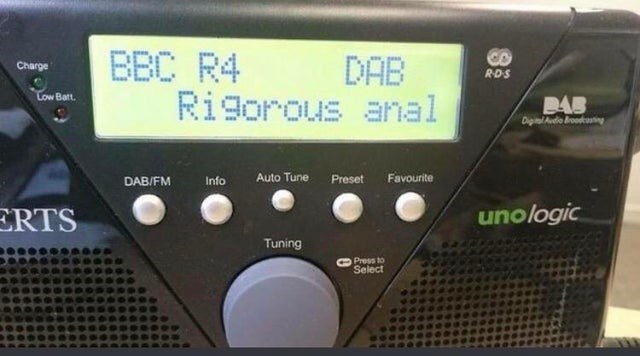 BBC R4 DAB
Rigorous anal
Charge
Low Batt.
R·D·S
DAB
Digital Audio Broadcasting
DAB/FM Info Auto Tune Preset Favourite
ERTS
unologic
Tuning
Press to
Select